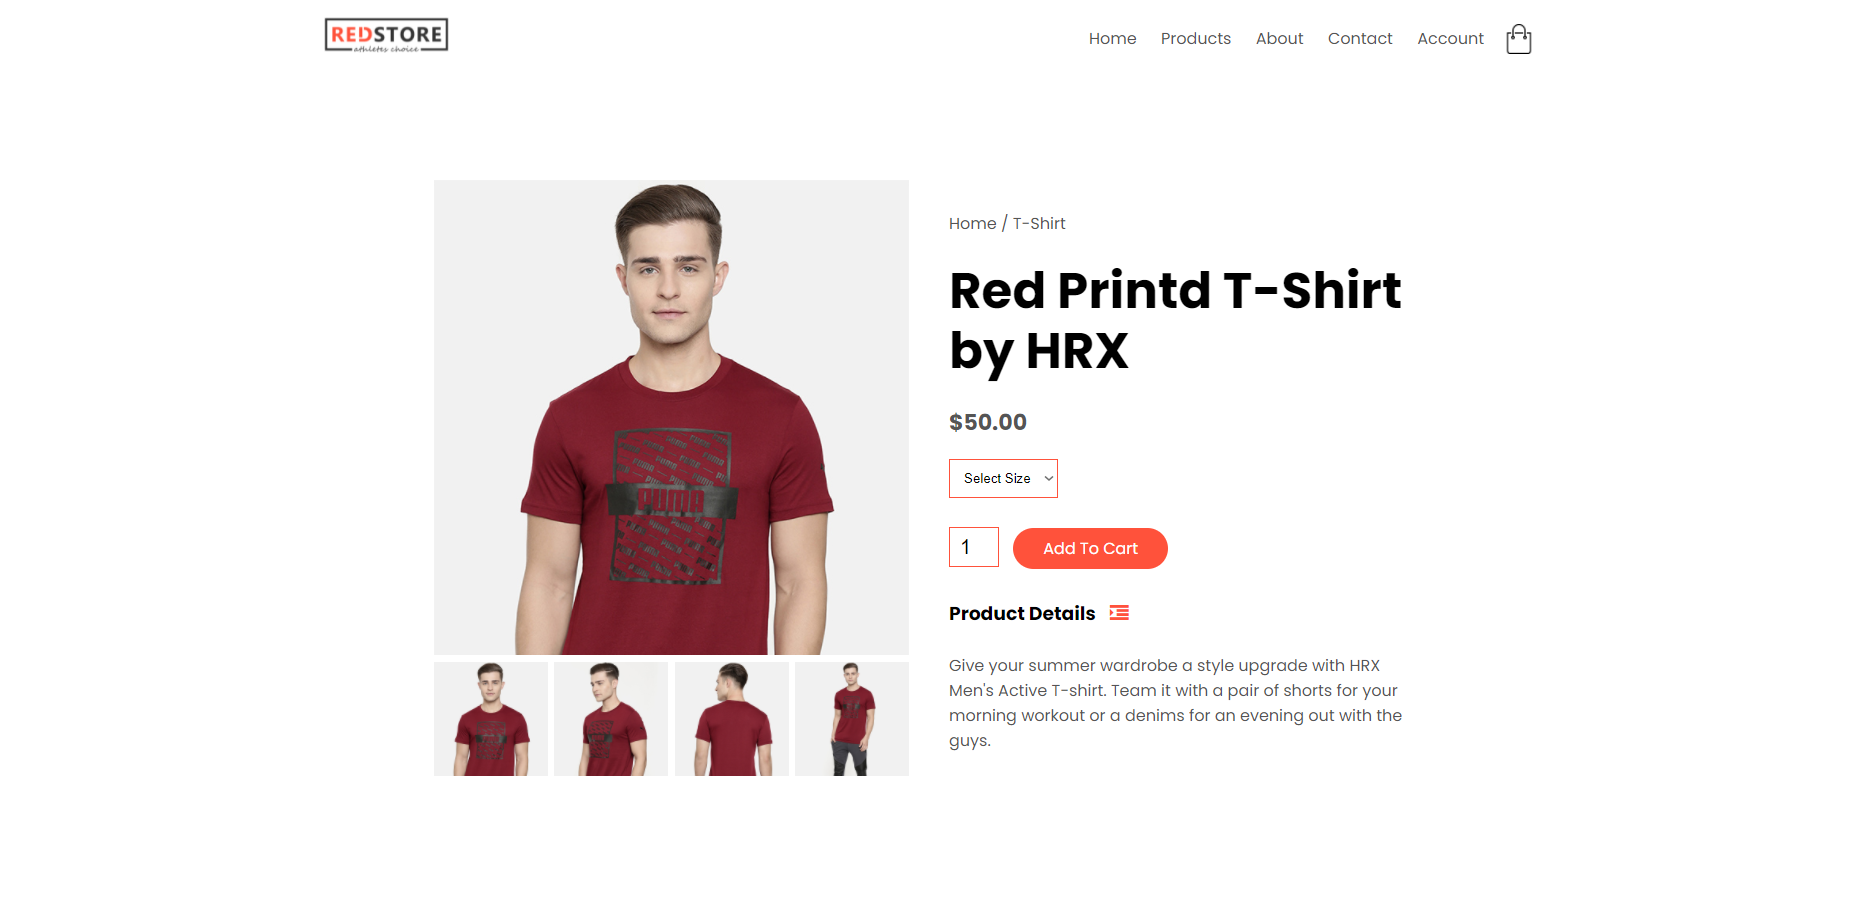 REDSTORE
athletes choice
Home Products About Contact Account
Home / T-Shirt
Red Printd T-Shirt
by HRX
$50.00
Select Size
1 Add To Cart
Product Details
Give your summer wardrobe a style upgrade with HRX
Men's Active T-shirt. Team it with a pair of shorts for your
morning workout or a denims for an evening out with the
guys.
PUMA